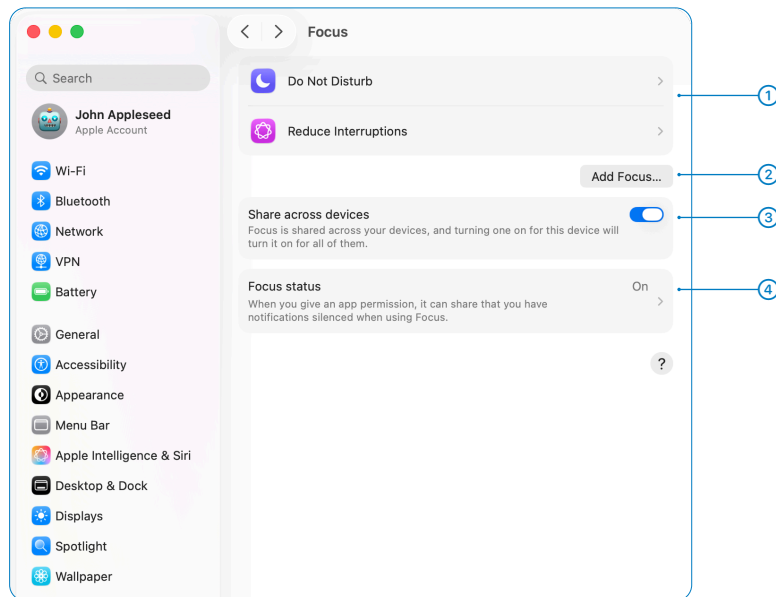 Focus
Search
John Appleseed
Apple Account
Wi-Fi
Bluetooth
Network
VPN
Battery
General
Accessibility
Appearance
Menu Bar
Apple Intelligence & Siri
Desktop & Dock
Displays
Spotlight
Wallpaper
Do Not Disturb
Reduce Interruptions
1
Add Focus...
2
Share across devices
Focus is shared across your devices, and turning one on for this device will
turn it on for all of them.
3
Focus status
On
When you give an app permission, it can share that you have
notifications silenced when using Focus.
4
?